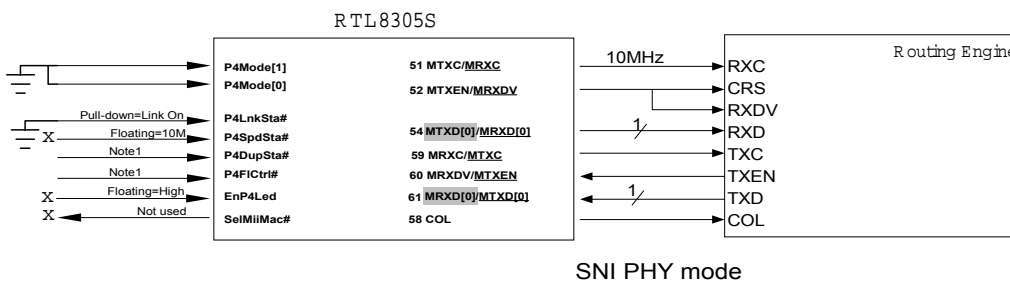 RTL8305S
Routing Engine
P4Mode[1]
P4Mode[0]
Pull-down=Link On
P4LnkSta#
X
Floating=10M
P4SpdSta#
Note1
P4DupSta#
Note1
P4FlCtrl#
X
Floating=High
EnP4Led
X
Not used
SelMiiMac#
51 MTXC/MRXC
52 MTXEN/MRXDV
54 MTXD[0]/MRXD[0]
59 MRXC/MTXC
60 MRXDV/MTXEN
61 MRXD[0]/MTXD[0]
58 COL
10MHz
1
1
RXC
CRS
RXDV
RXD
TXC
TXEN
TXD
COL
SNI PHY mode